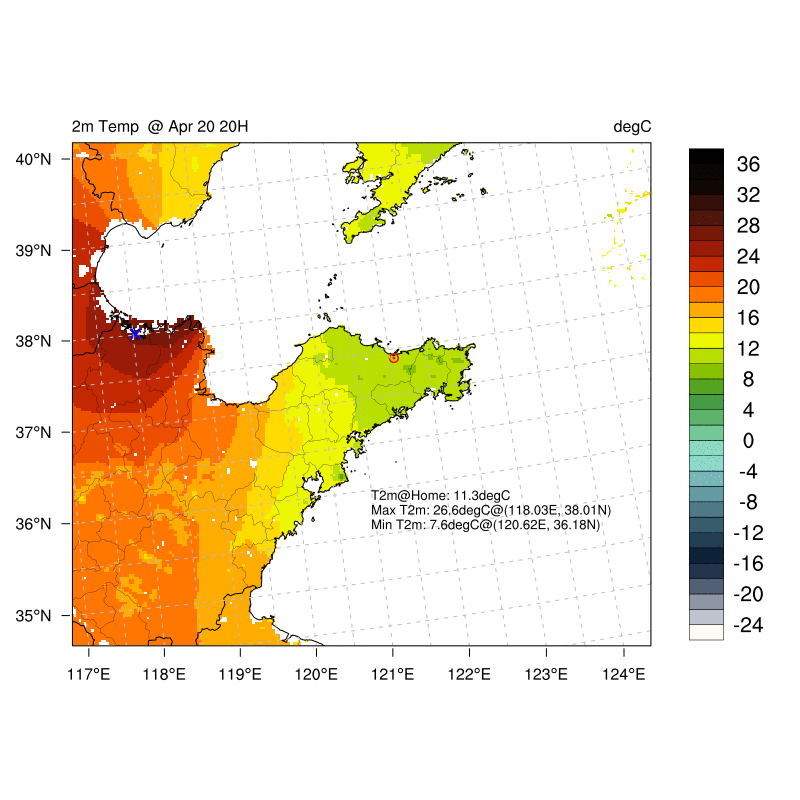 2m Temp @ Apr 20 20H degC
40°N
39°N
38°N
37°N
36°N
35°N
117°E 118°E 119°E 120°E 121°E 122°E 123°E 124°E
T2m@Home: 11.3degC
Max T2m: 26.6degC@(118.03E, 38.01N)
Min T2m: 7.6degC@(120.62E, 36.18N)
36
32
28
24
20
16
12
8
4
0
-4
-8
-12
-16
-20
-24